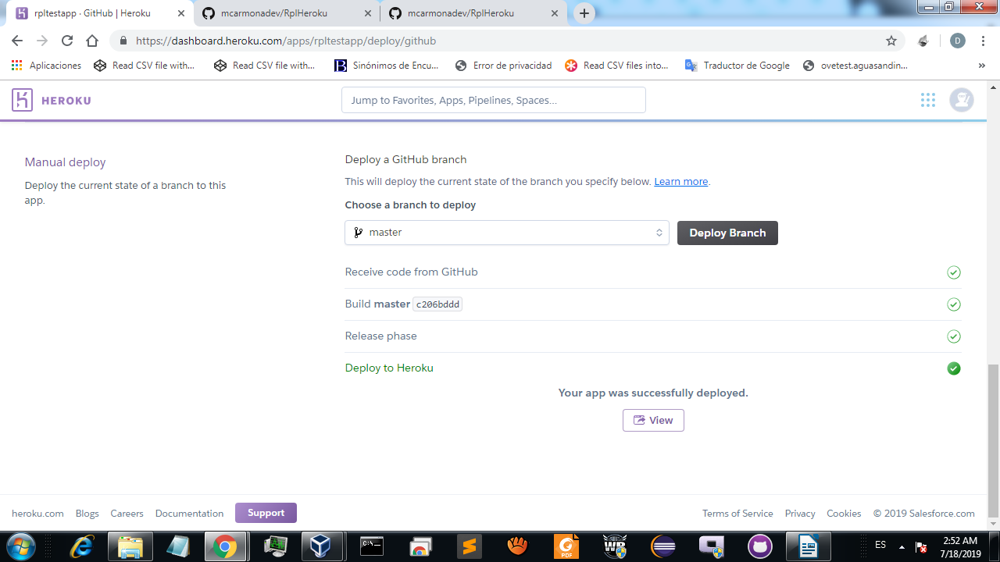 rpltestapp · GitHub | Heroku
mcarmonadev/RplHeroku
mcarmonadev/RplHeroku
https://dashboard.heroku.com/apps/rpltestapp/deploy/github
D
Aplicaciones
Read CSV file with...
Read CSV file with...
B
Sinónimos de Encu...
Error de privacidad
Read CSV files into...
Traductor de Google
ovetest.aguasandin...
»
HEROKU
Jump to Favorites, Apps, Pipelines, Spaces...
Manual deploy
Deploy the current state of a branch to this
app.
Deploy a GitHub branch
This will deploy the current state of the branch you specify below. Learn more.
Choose a branch to deploy
master
Deploy Branch
Receive code from GitHub
Build master c206bddd
Release phase
Deploy to Heroku
Your app was successfully deployed.
View
heroku.com
Blogs
Careers
Documentation
Support
Terms of Service
Privacy
Cookies
© 2019 Salesforce.com
PDF
ES
2:52 AM
7/18/2019